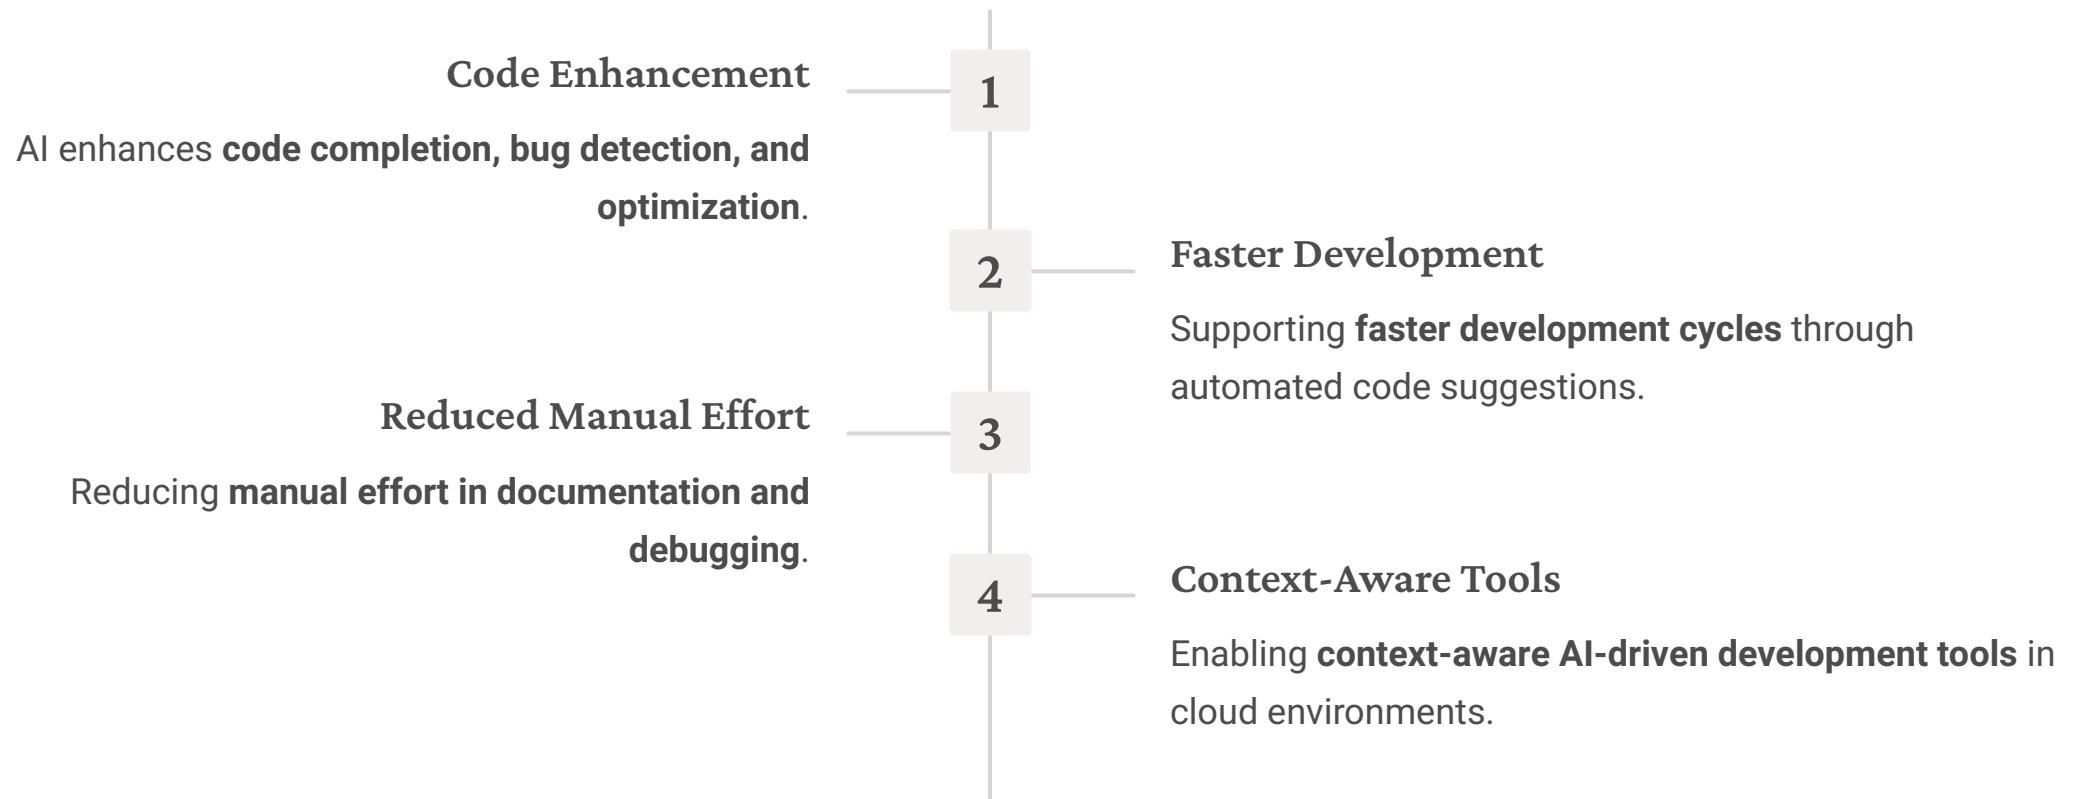 Code Enhancement
1
AI enhances code completion, bug detection, and
optimization.
2
Faster Development
Supporting faster development cycles through
automated code suggestions.
Reduced Manual Effort
3
Reducing manual effort in documentation and
debugging.
4
Context-Aware Tools
Enabling context-aware AI-driven development tools in
cloud environments.